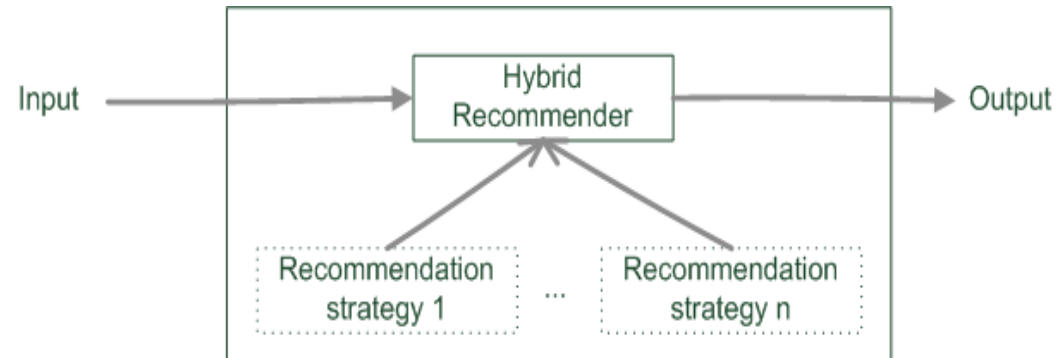 Hybrid
Recommender
Input
Output
Recommendation
strategy 1
...
Recommendation
strategy n